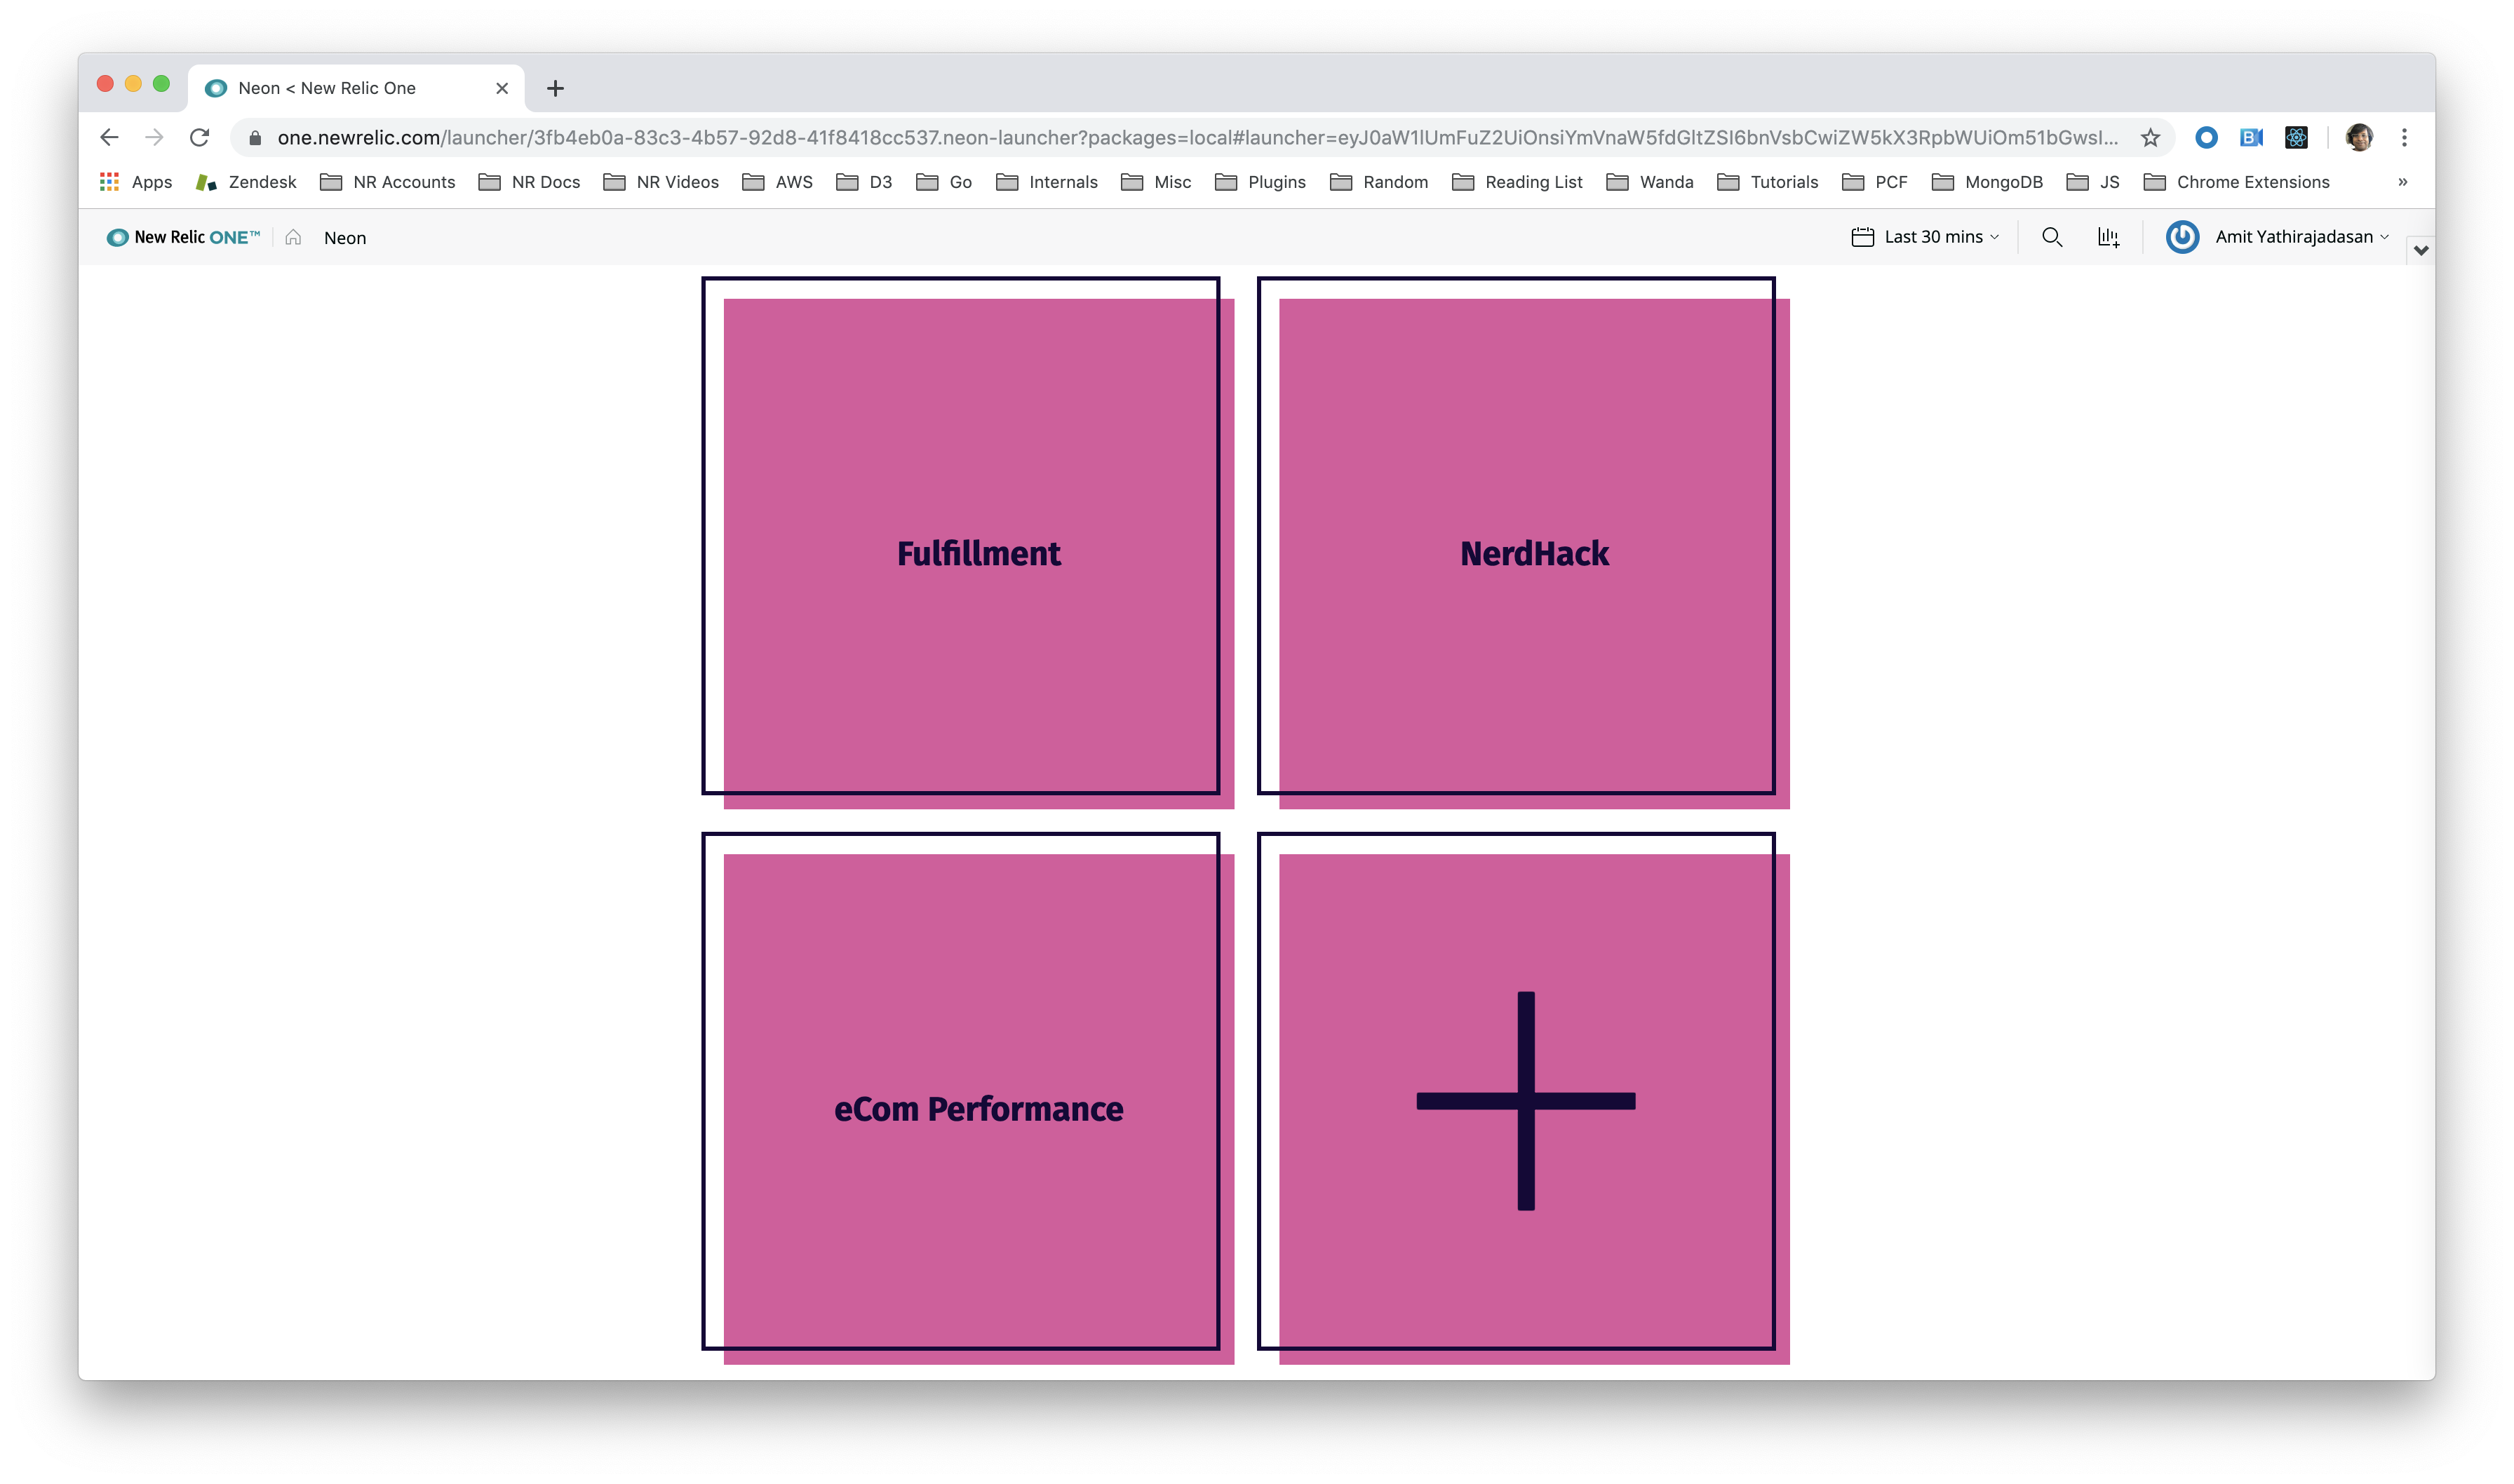 Neon < New Relic One
one.newrelic.com/launcher/3fb4eb0a-83c3-4b57-92d8-41f8418cc537.neon-launcher?packages=local#launcher=eyJ0aW1lUmFuZ2UiOnsiYmVnaW5fdGltZSI6bnVsbCwiZW5kX3RpbWUiOm51bGwsI...
Apps Zendesk NR Accounts NR Docs NR Videos AWS D3 Go Internals Misc Plugins Random Reading List Wanda Tutorials PCF MongoDB JS Chrome Extensions »
New Relic ONE™ Neon Last 30 mins Amit Yathirajadasan
Fulfillment
NerdHack
eCom Performance